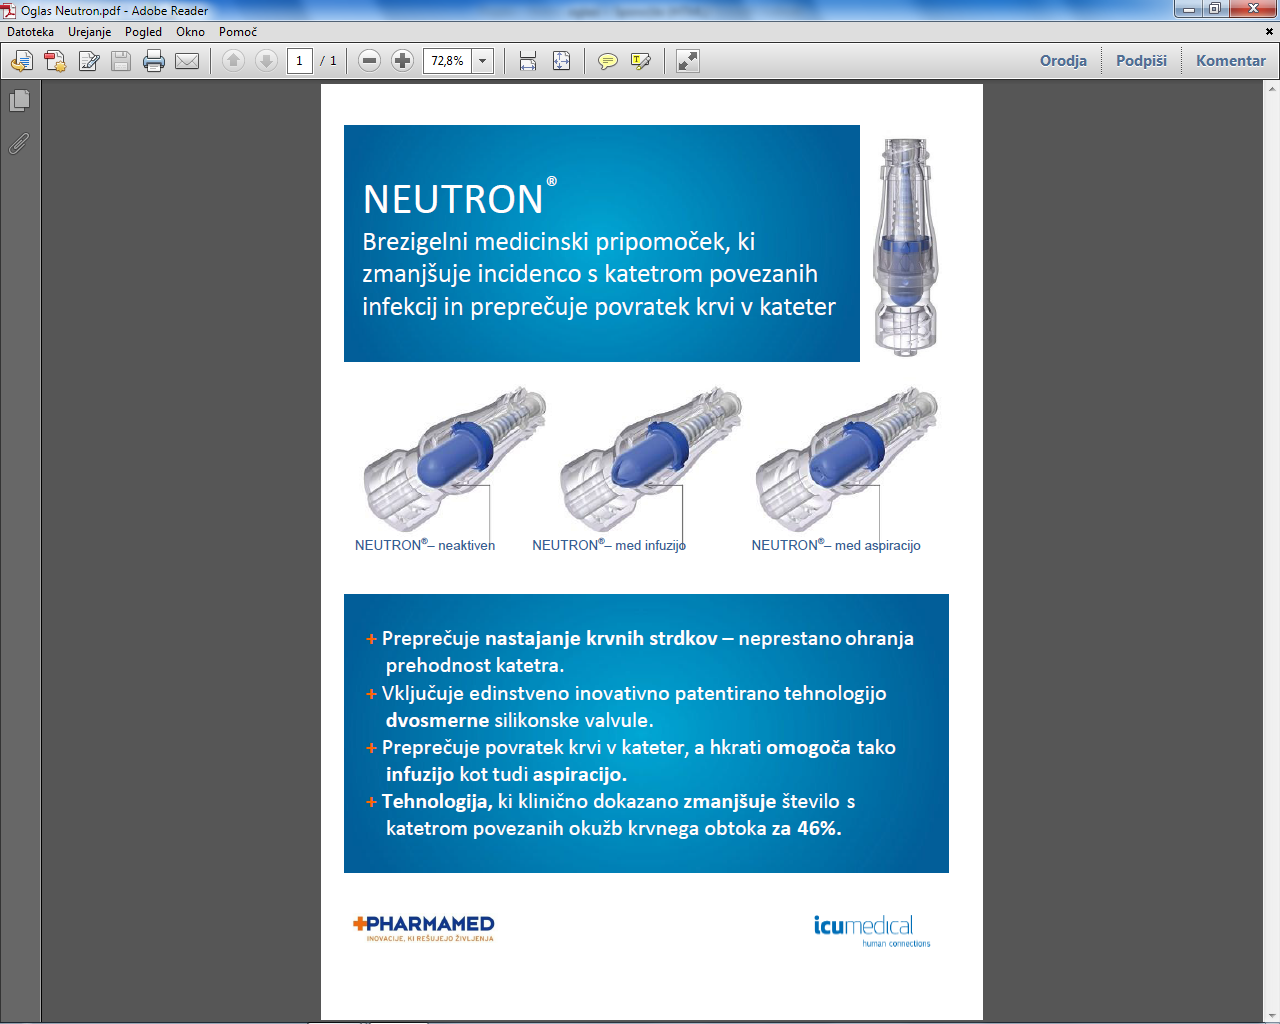 Oglas Neutron.pdf - Adobe Reader
Datoteka Urejanje Pogled Okno Pomoč
1 / 1 72,8% Orodja Podpiši Komentar
NEUTRON®
Brezigelni medicinski pripomoček, ki
zmanjšuje incidenco s katetrom povezanih
infekcij in preprečuje povratek krvi v kateter
NEUTRON®– neaktiven NEUTRON®– med infuzijo NEUTRON®– med aspiracijo
+ Preprečuje nastajanje krvnih strdkov – neprestano ohranja
prehodnost katetra.
+ Vključuje edinstveno inovativno patentirano tehnologijo
dvosmerne silikonske valvule.
+ Preprečuje povratek krvi v kateter, a hkrati omogoča tako
infuzijo kot tudi aspiracijo.
+ Tehnologija, ki klinično dokazano zmanjšuje število s
katetrom povezanih okužb krvnega obtoka za 46%.
+PHARMAMED
INOVACIJE, KI REŠUJEJO ŽIVLJENJA
icumedical
human connections